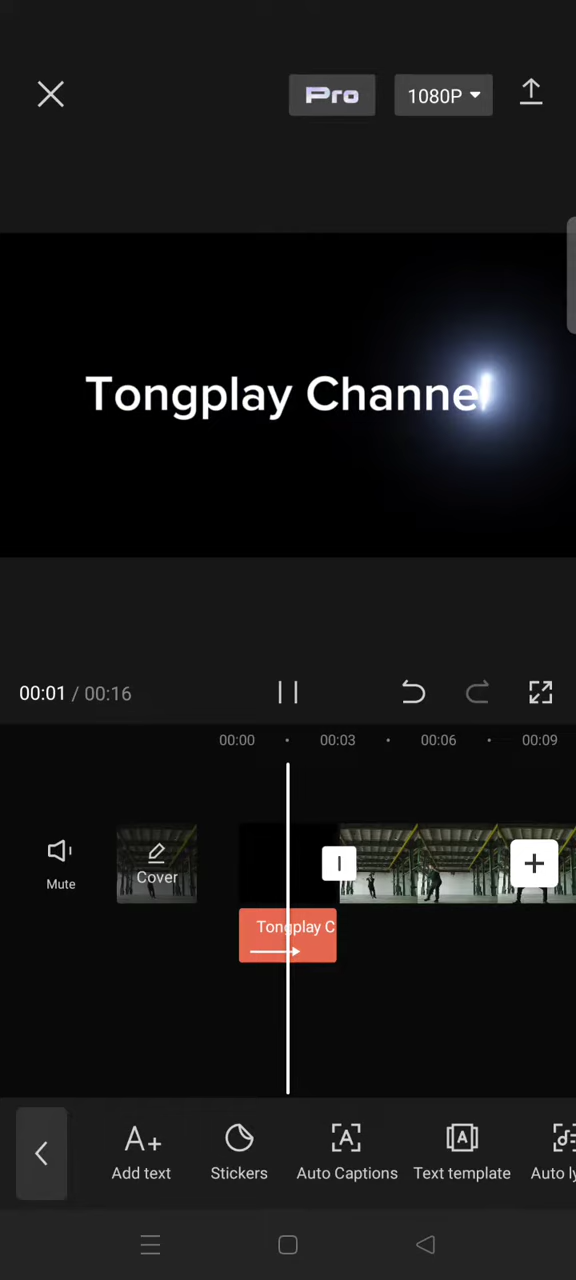 Pro
1080P
Tongplay Channel
00:01 / 00:16
00:00
00:03
00:06
00:09
Mute
Cover
Tongplay C
A+
Add text
Stickers
A
Auto Captions
A
Text template
Auto ly